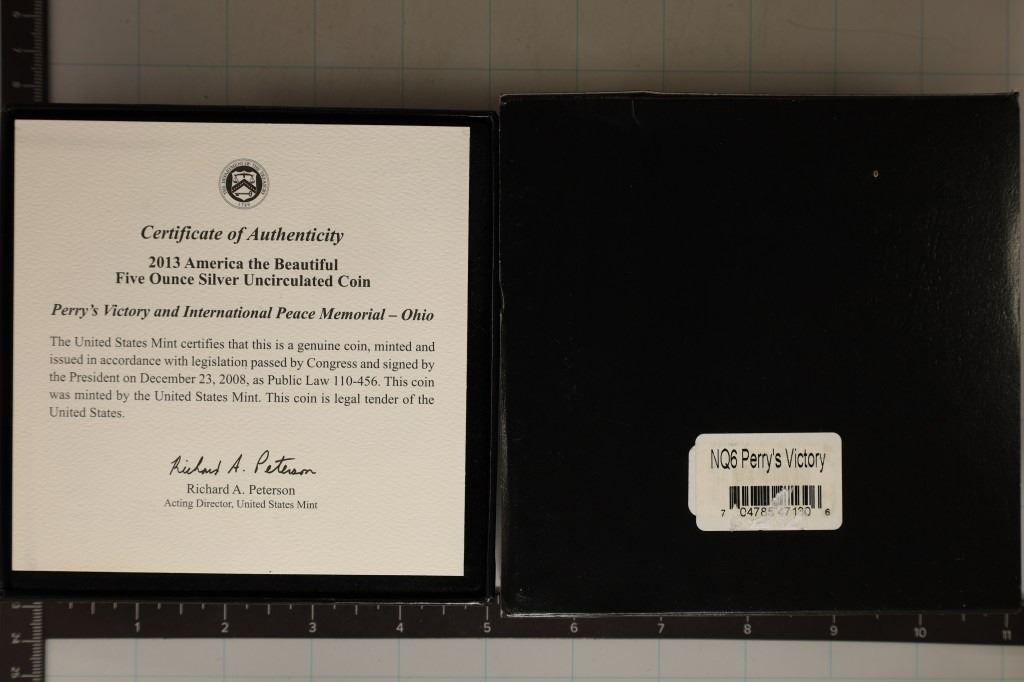 Certificate of Authenticity
2013 America the Beautiful
Five Ounce Silver Uncirculated Coin
Perry's Victory and International Peace Memorial – Ohio
The United States Mint certifies that this is a genuine coin, minted and
issued in accordance with legislation passed by Congress and signed by
the President on December 23, 2008, as Public Law 110-456. This coin
was minted by the United States Mint. This coin is legal tender of the
United States.
Richard A. Peterson
Richard A. Peterson
Acting Director, United States Mint
NQ6 Perry's Victory
1 2 3 4 5 6 7 8 9 10 11